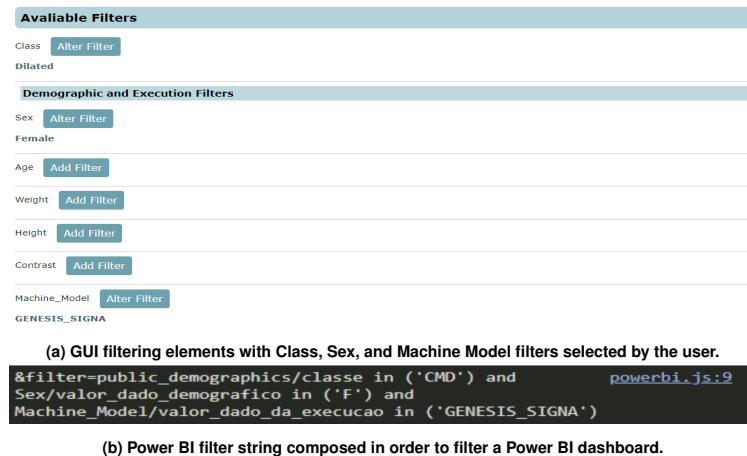 Avaliable Filters
Class Alter Filter
Dilated
Demographic and Execution Filters
Sex Alter Filter
Female
Age Add Filter
Weight Add Filter
Height Add Filter
Contrast Add Filter
Machine_Model Alter Filter
GENESIS_SIGNA
(a) GUI filtering elements with Class, Sex, and Machine Model filters selected by the user.
&filter=public_demographics/classe in ('CMD') and powerbi.js:9
Sex/valor_dado_demografico in ('F') and
Machine_Model/valor_dado_da_execucao in ('GENESIS_SIGNA')
(b) Power BI filter string composed in order to filter a Power BI dashboard.